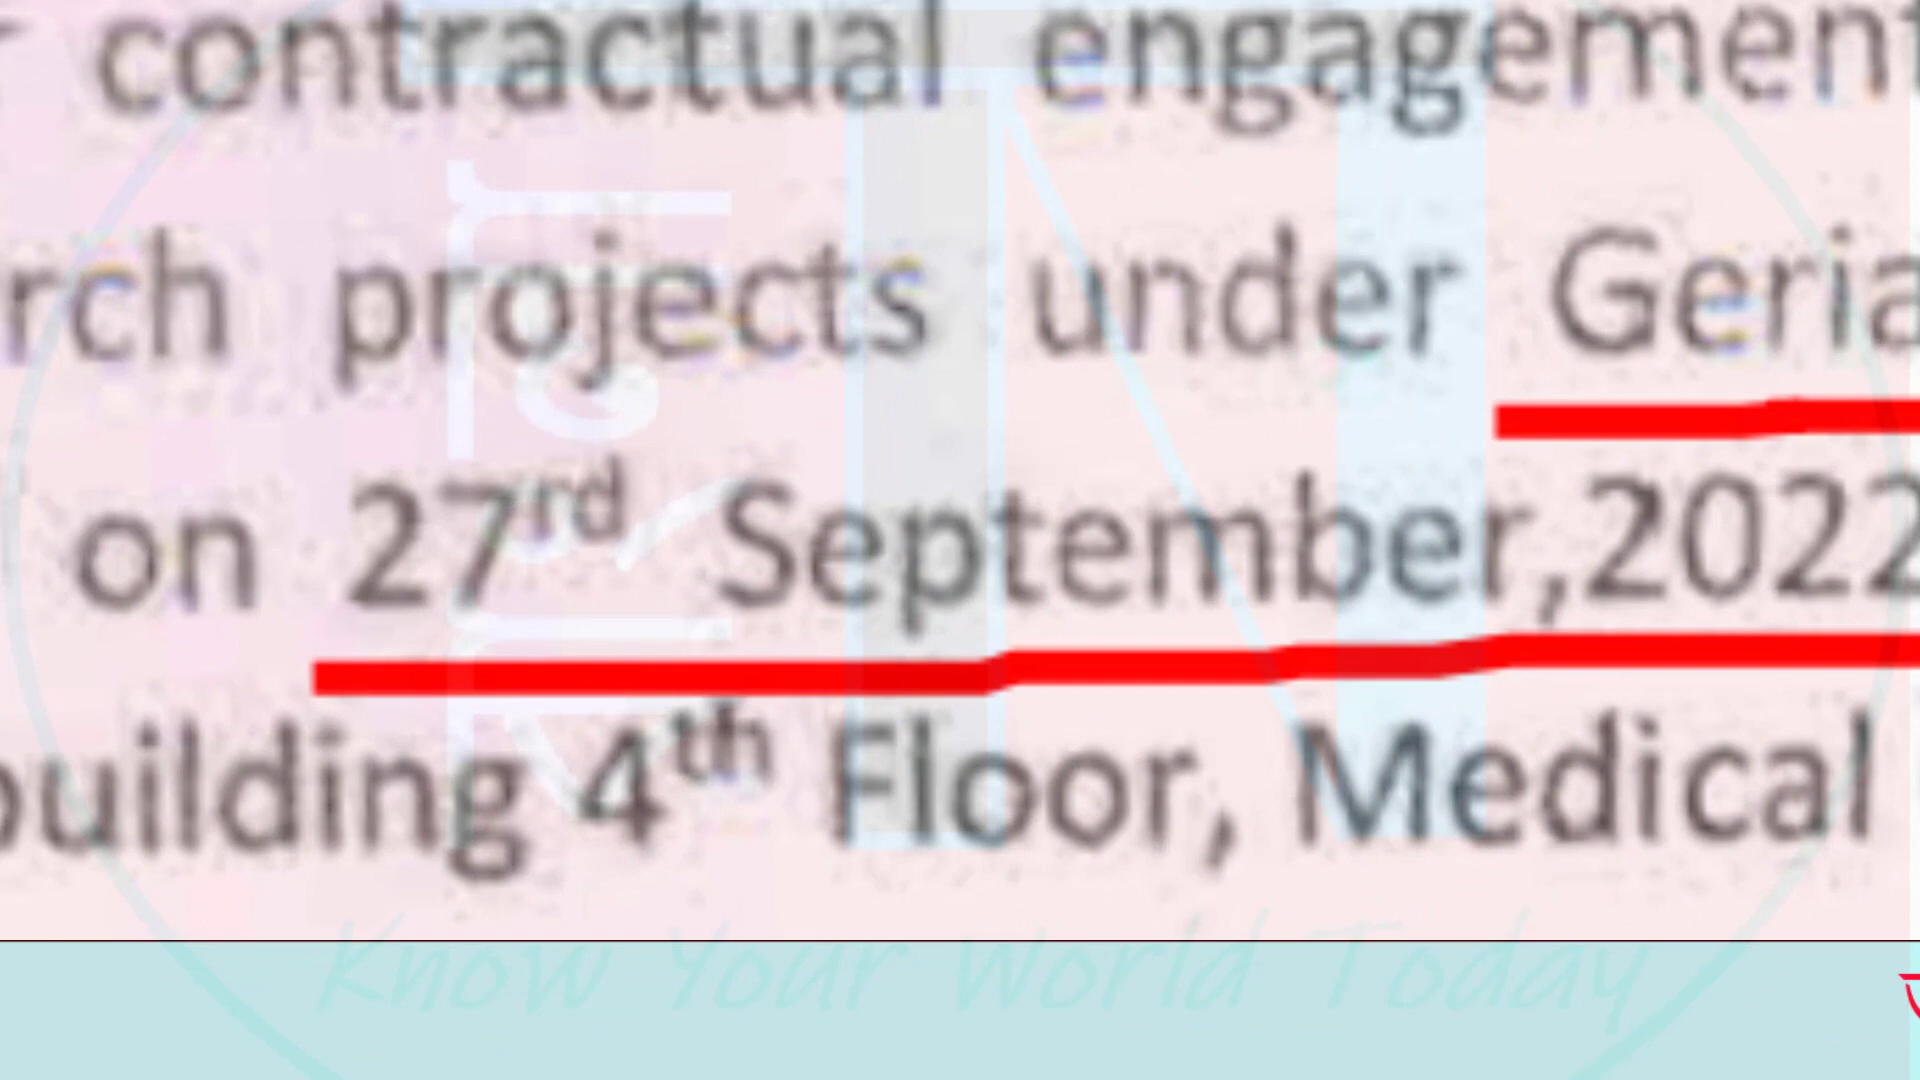 contractual engagement
rch projects under Geria
on 27rd September,2022
building 4th Floor, Medical
Know Your World Today